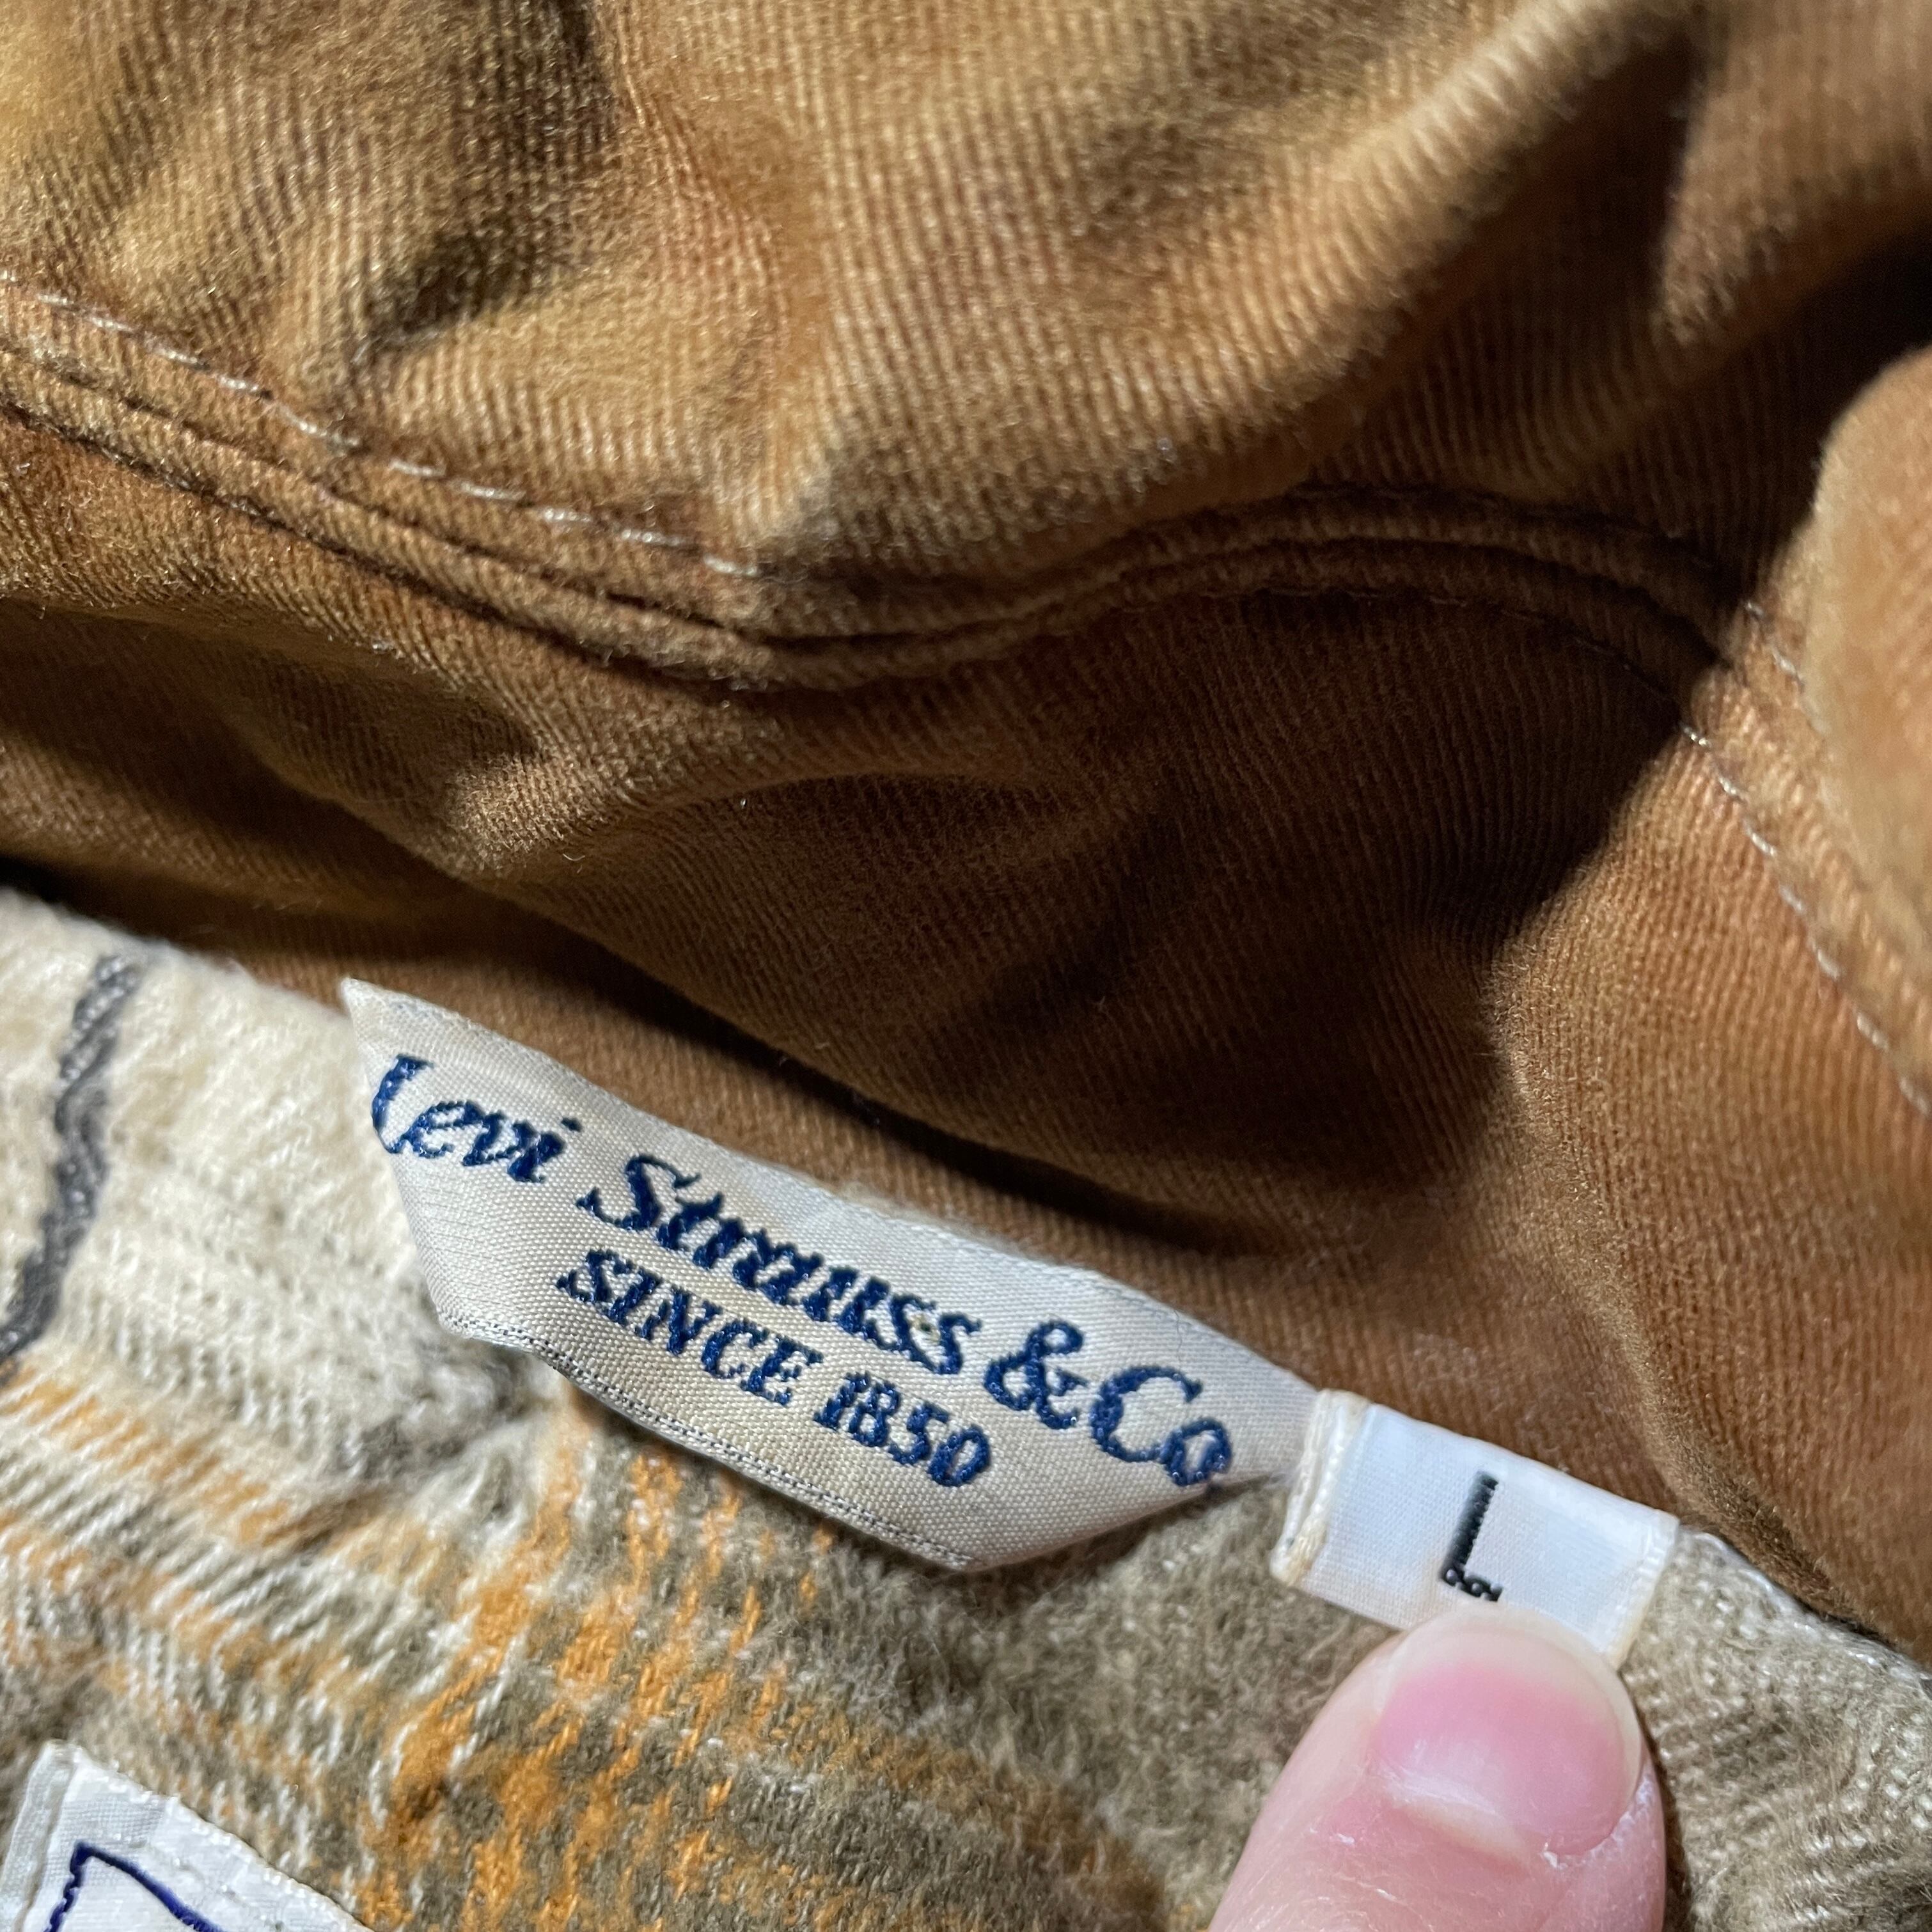 Levi Strauss & Co
SINCE 1850
L